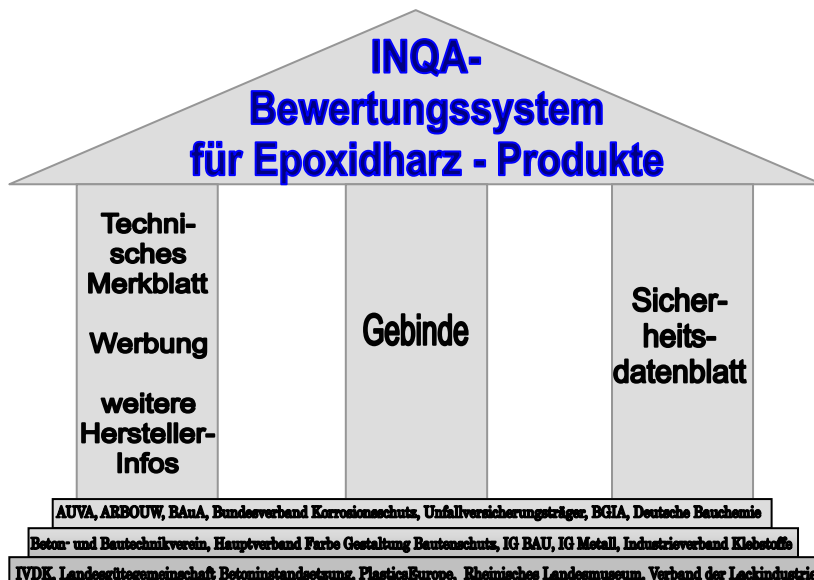 INQA-
Bewertungssystem
für Epoxidharz - Produkte
Techni-
sches
Merkblatt
Werbung
weitere
Hersteller-
Infos
Gebinde
Sicher-
heits-
datenblatt
AUVA, ARBOUW, BAuA, Bundesverband Korrosionsschutz, Unfallversicherungsträger, BGIA, Deutsche Bauchemie
Beton- und Bautechnikverein, Hauptverband Farbe Gestaltung Bautenschutz, IG BAU, IG Metall, Industrieverband Klebstoffe
IVDK, Landesgütegemeinschaft Betoninstandsetzung, PlasticsEurope, Rheinisches Landesmuseum, Verband der Lackindustrie